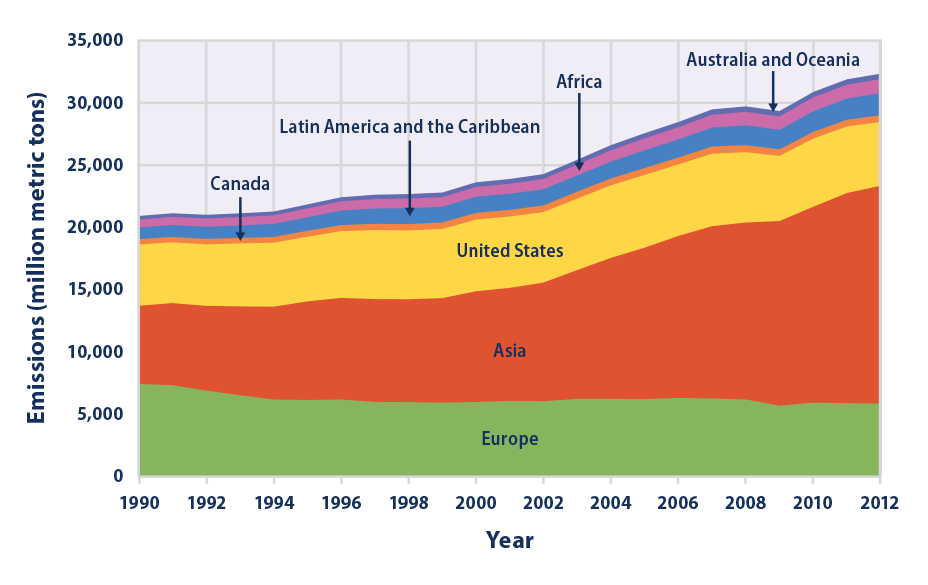 35,000
30,000
25,000
20,000
15,000
10,000
5,000
0
Emissions (million metric tons)
Australia and Oceania
Africa
Latin America and the Caribbean
Canada
United States
Asia
Europe
1990 1992 1994 1996 1998 2000 2002 2004 2006 2008 2010 2012
Year